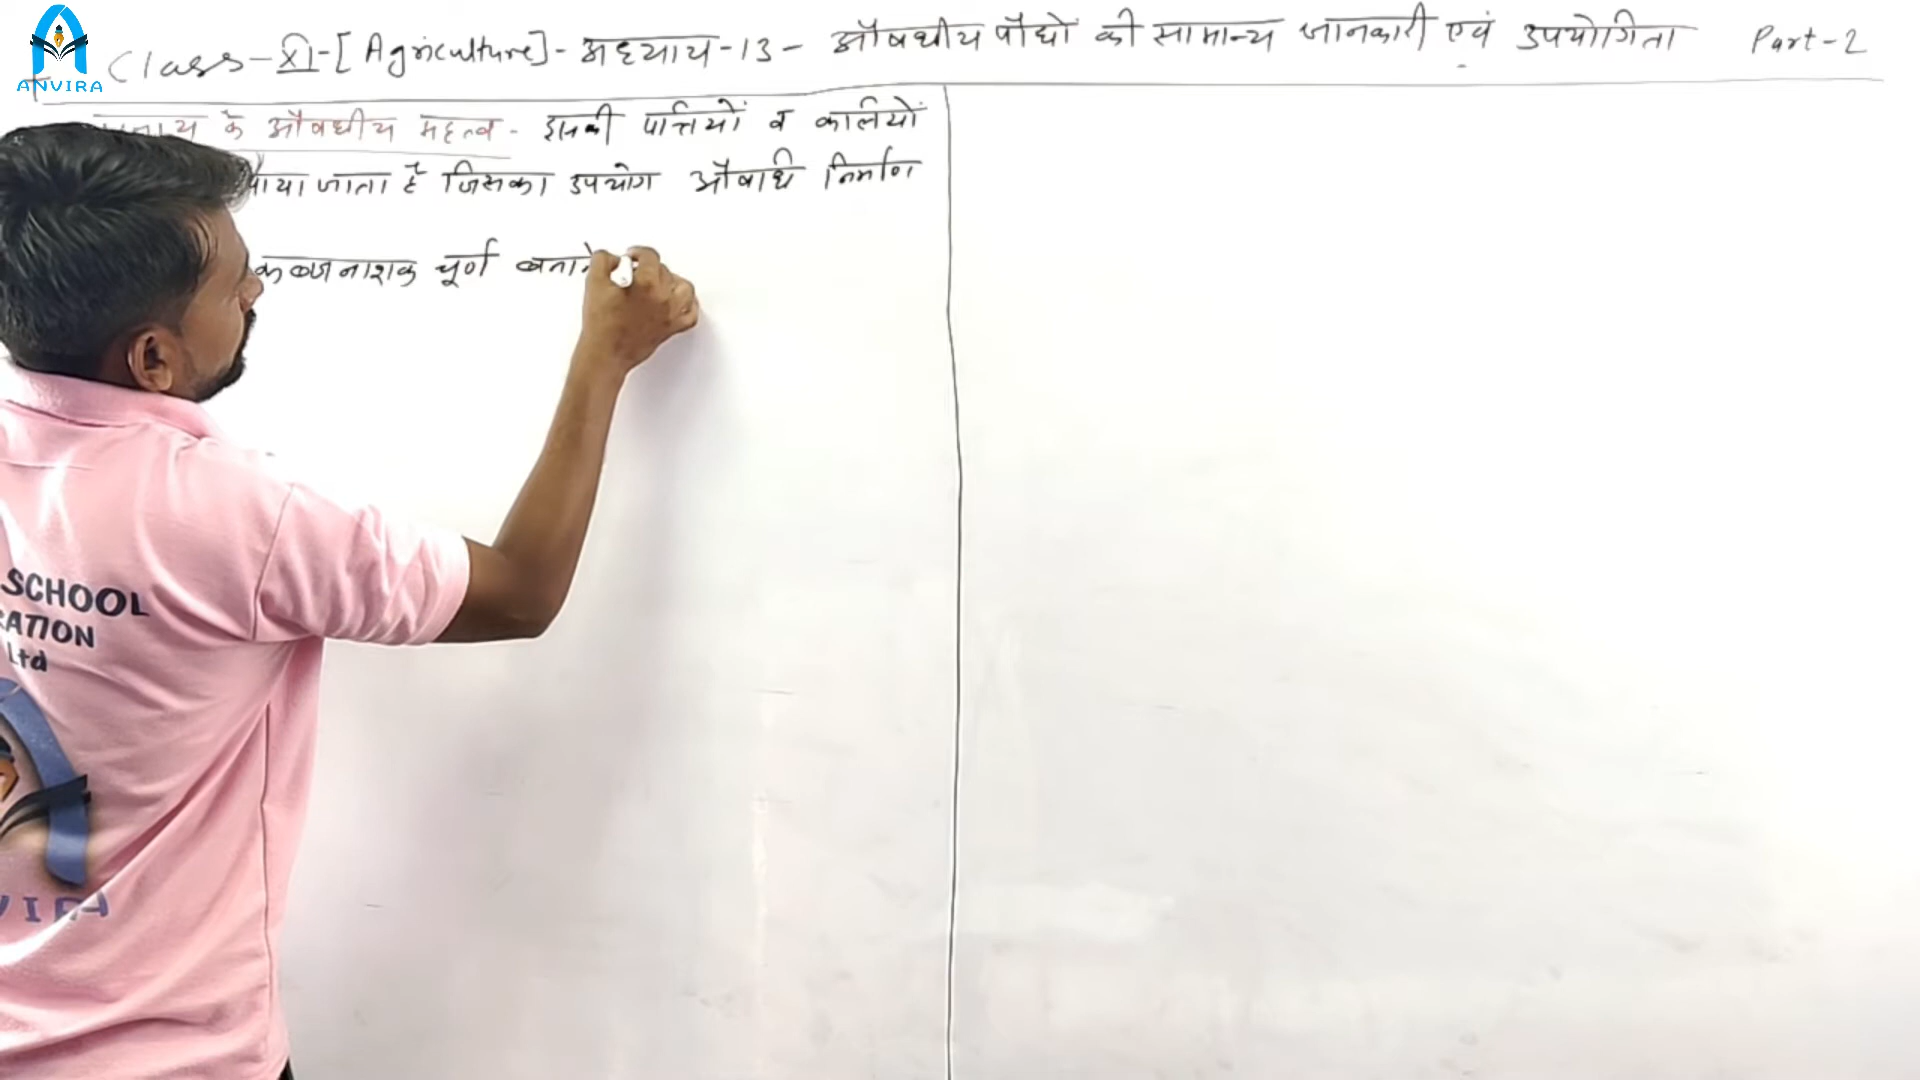 Class-XI-[Agriculture]-अध्याय-13- औषधीय पौधों की सामान्य जानकारी एवं उपयोगिता Part-2
ANVIRA
के औषधीय महत्व- इसकी पत्तियों व कलियों
पाया जाता है जिसका उपयोग औषधि निर्माण
कब्जनाशक चूर्ण बनाने
SCHOOL
Ltd